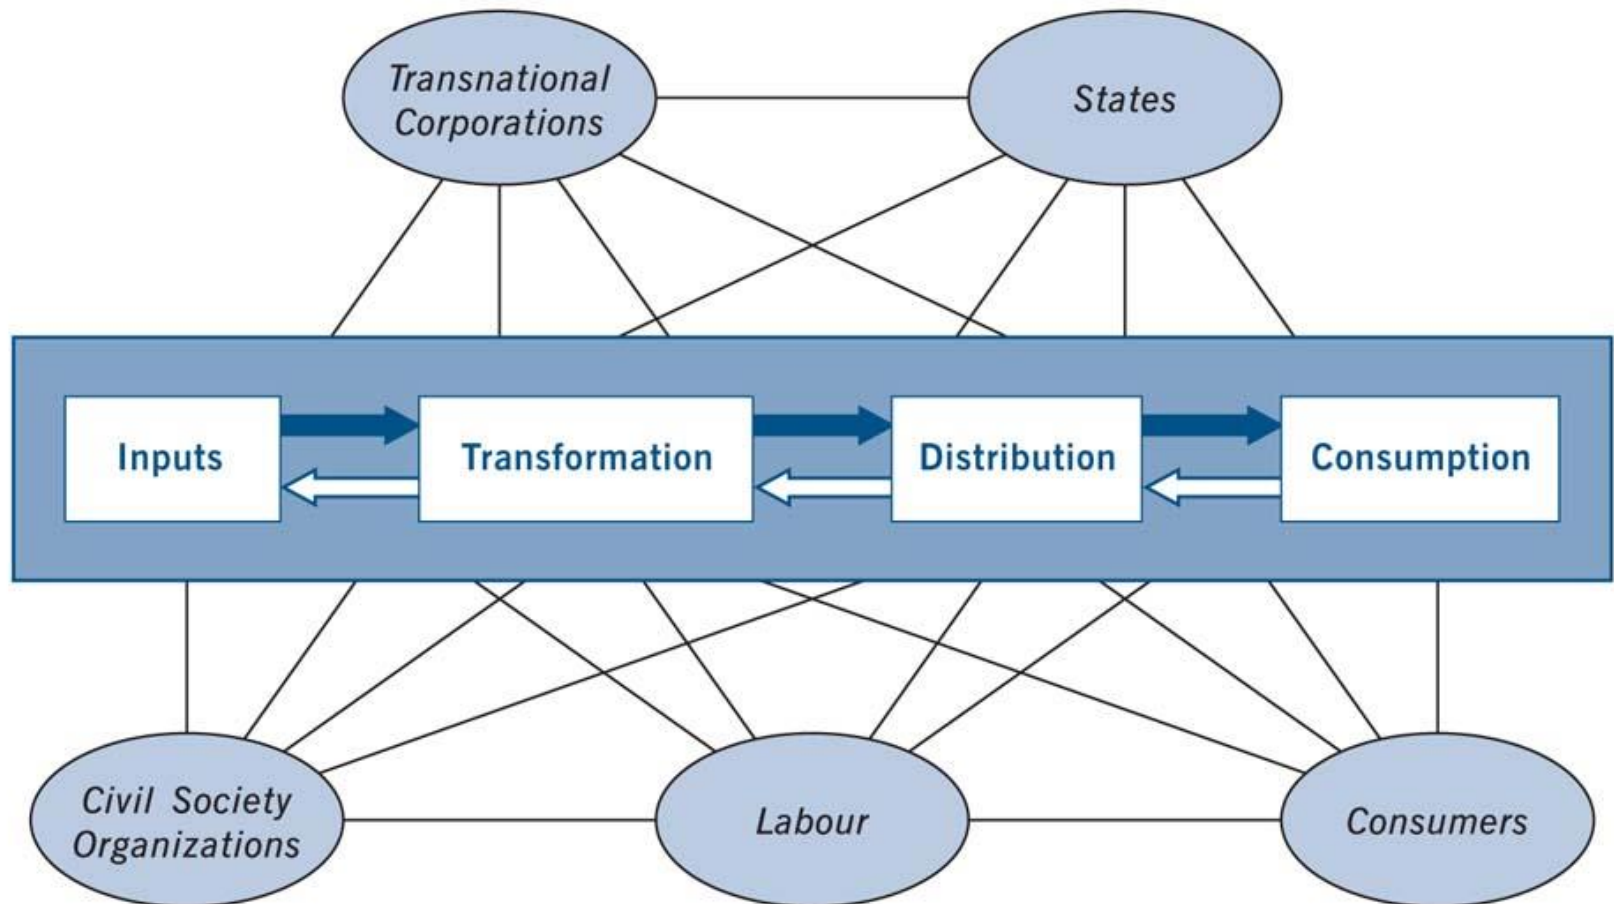 Transnational
Corporations
States
Inputs
Transformation
Distribution
Consumption
Civil Society
Organizations
Labour
Consumers